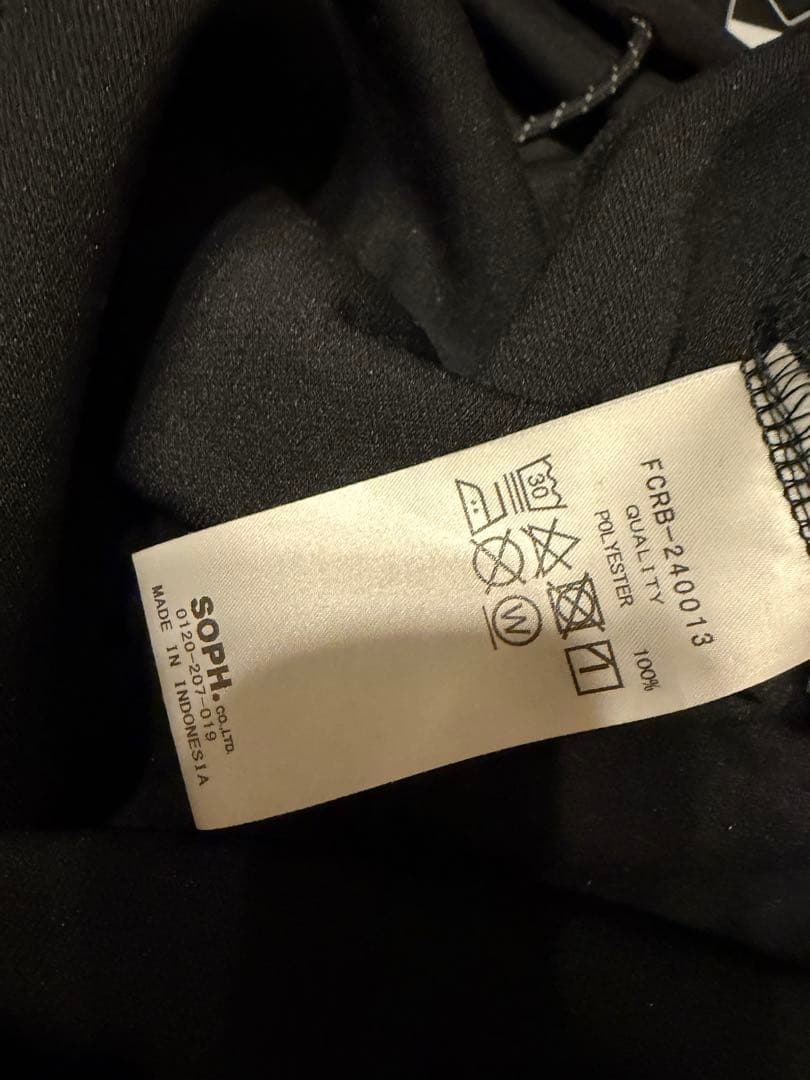 FCRB-240013
QUALITY
POLYESTER 100%
30
W
SOPH. CO.,LTD.
0120-207-019
MADE IN INDONESIA